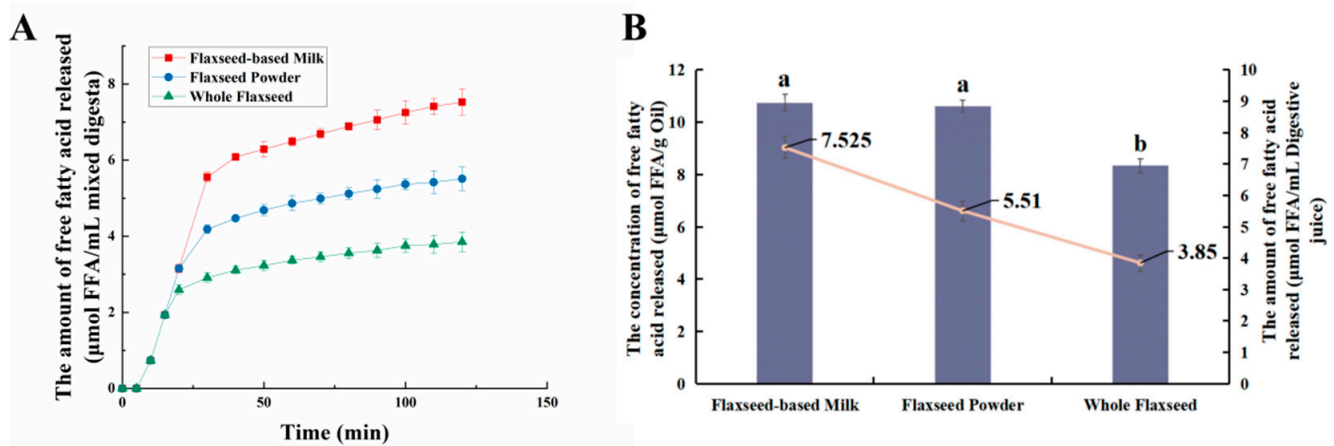 A
The amount of free fatty acid released
(μmol FFA/mL mixed digesta)
8
6
4
2
0
Flaxseed-based Milk
Flaxseed Powder
Whole Flaxseed
0
50
100
150
Time (min)
B
The concentration of free fatty
acid released (μmol FFA/g Oil)
12
10
8
6
4
2
0
a
a
b
7.525
5.51
3.85
Flaxseed-based Milk
Flaxseed Powder
Whole Flaxseed
10
9
8
7
6
5
4
3
2
1
0
The amount of free fatty acid
released (μmol FFA/mL Digestive
juice)